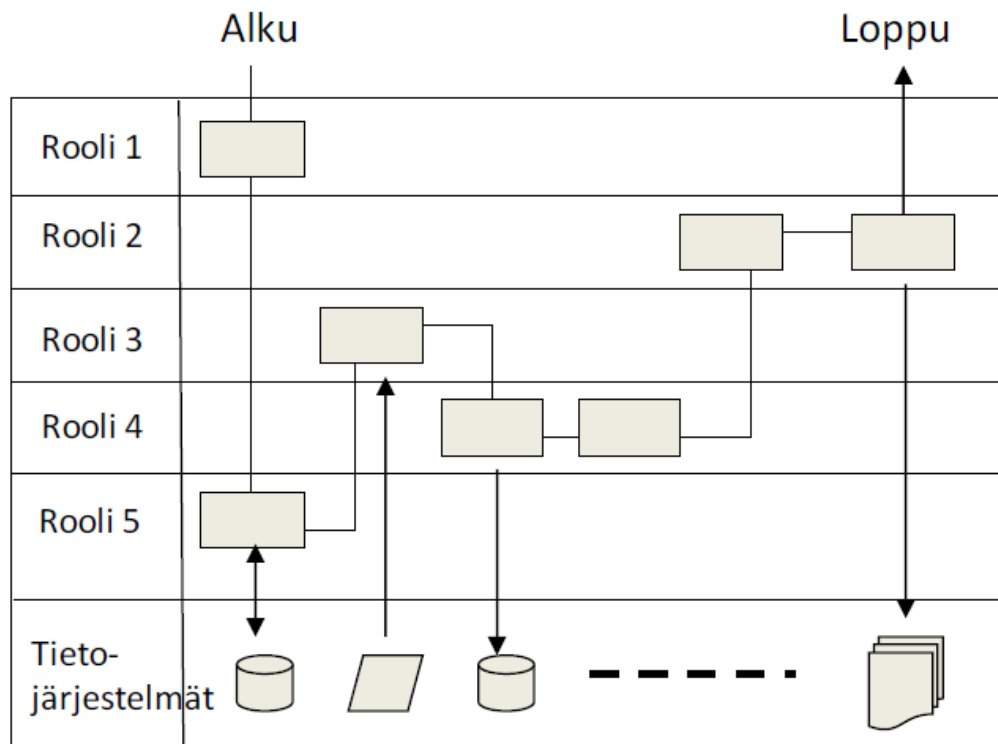 Alku
Loppu
Rooli 1
Rooli 2
Rooli 3
Rooli 4
Rooli 5
Tieto-
järjestelmät